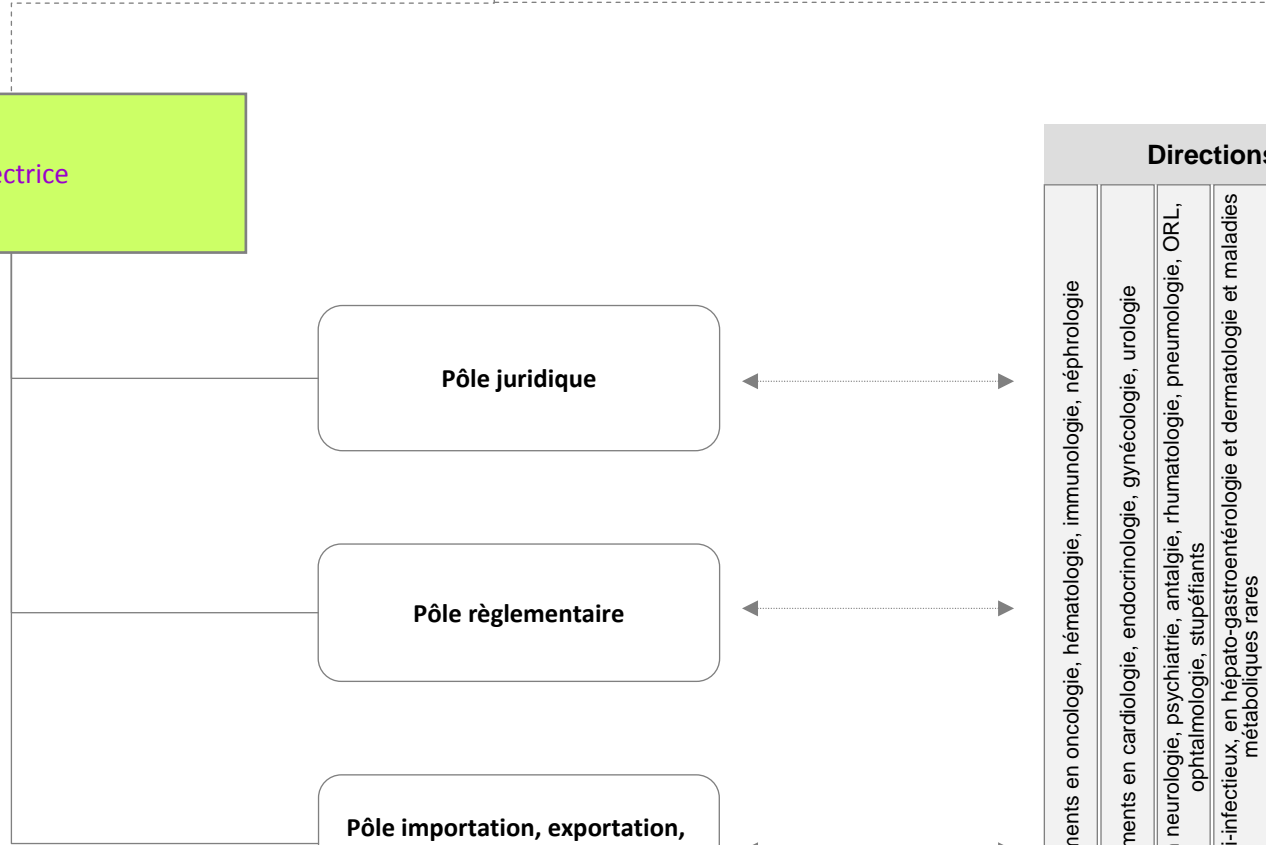 ctrice
Directions
Pôle juridique
Pôle règlementaire
Pôle importation, exportation,
ments en oncologie, hématologie, immunologie, néphrologie
ments en cardiologie, endocrinologie, gynécologie, urologie
neurologie, psychiatrie, antalgie, rhumatologie, pneumologie, ORL,
ophtalmologie, stupéfiants
i-infectieux, en hépato-gastroentérologie et dermatologie et maladies
métaboliques rares